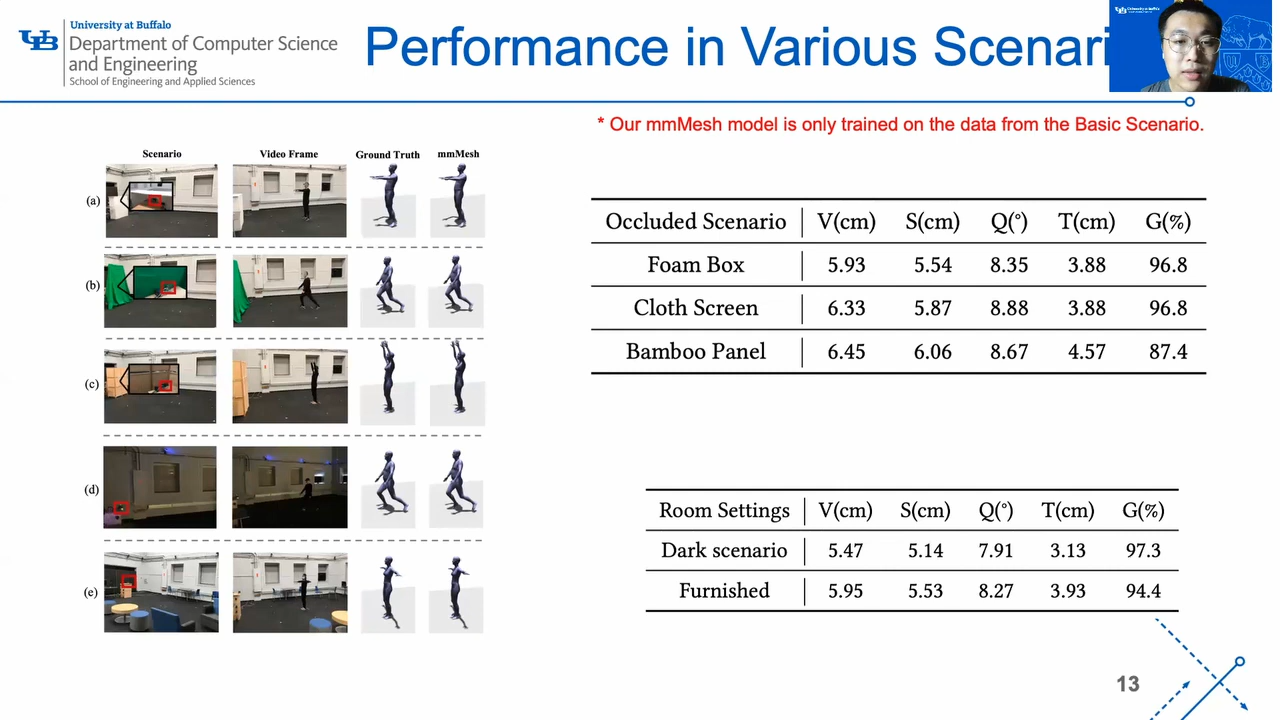 University at Buffalo
Department of Computer Science
and Engineering
School of Engineering and Applied Sciences
Performance in Various Scenari
* Our mmMesh model is only trained on the data from the Basic Scenario.
Scenario Video Frame Ground Truth mmMesh
(a)
(b)
(c)
(d)
(e)
Occluded Scenario V(cm) S(cm) Q(°) T(cm) G(%)
Foam Box 5.93 5.54 8.35 3.88 96.8
Cloth Screen 6.33 5.87 8.88 3.88 96.8
Bamboo Panel 6.45 6.06 8.67 4.57 87.4
Room Settings V(cm) S(cm) Q(°) T(cm) G(%)
Dark scenario 5.47 5.14 7.91 3.13 97.3
Furnished 5.95 5.53 8.27 3.93 94.4
13